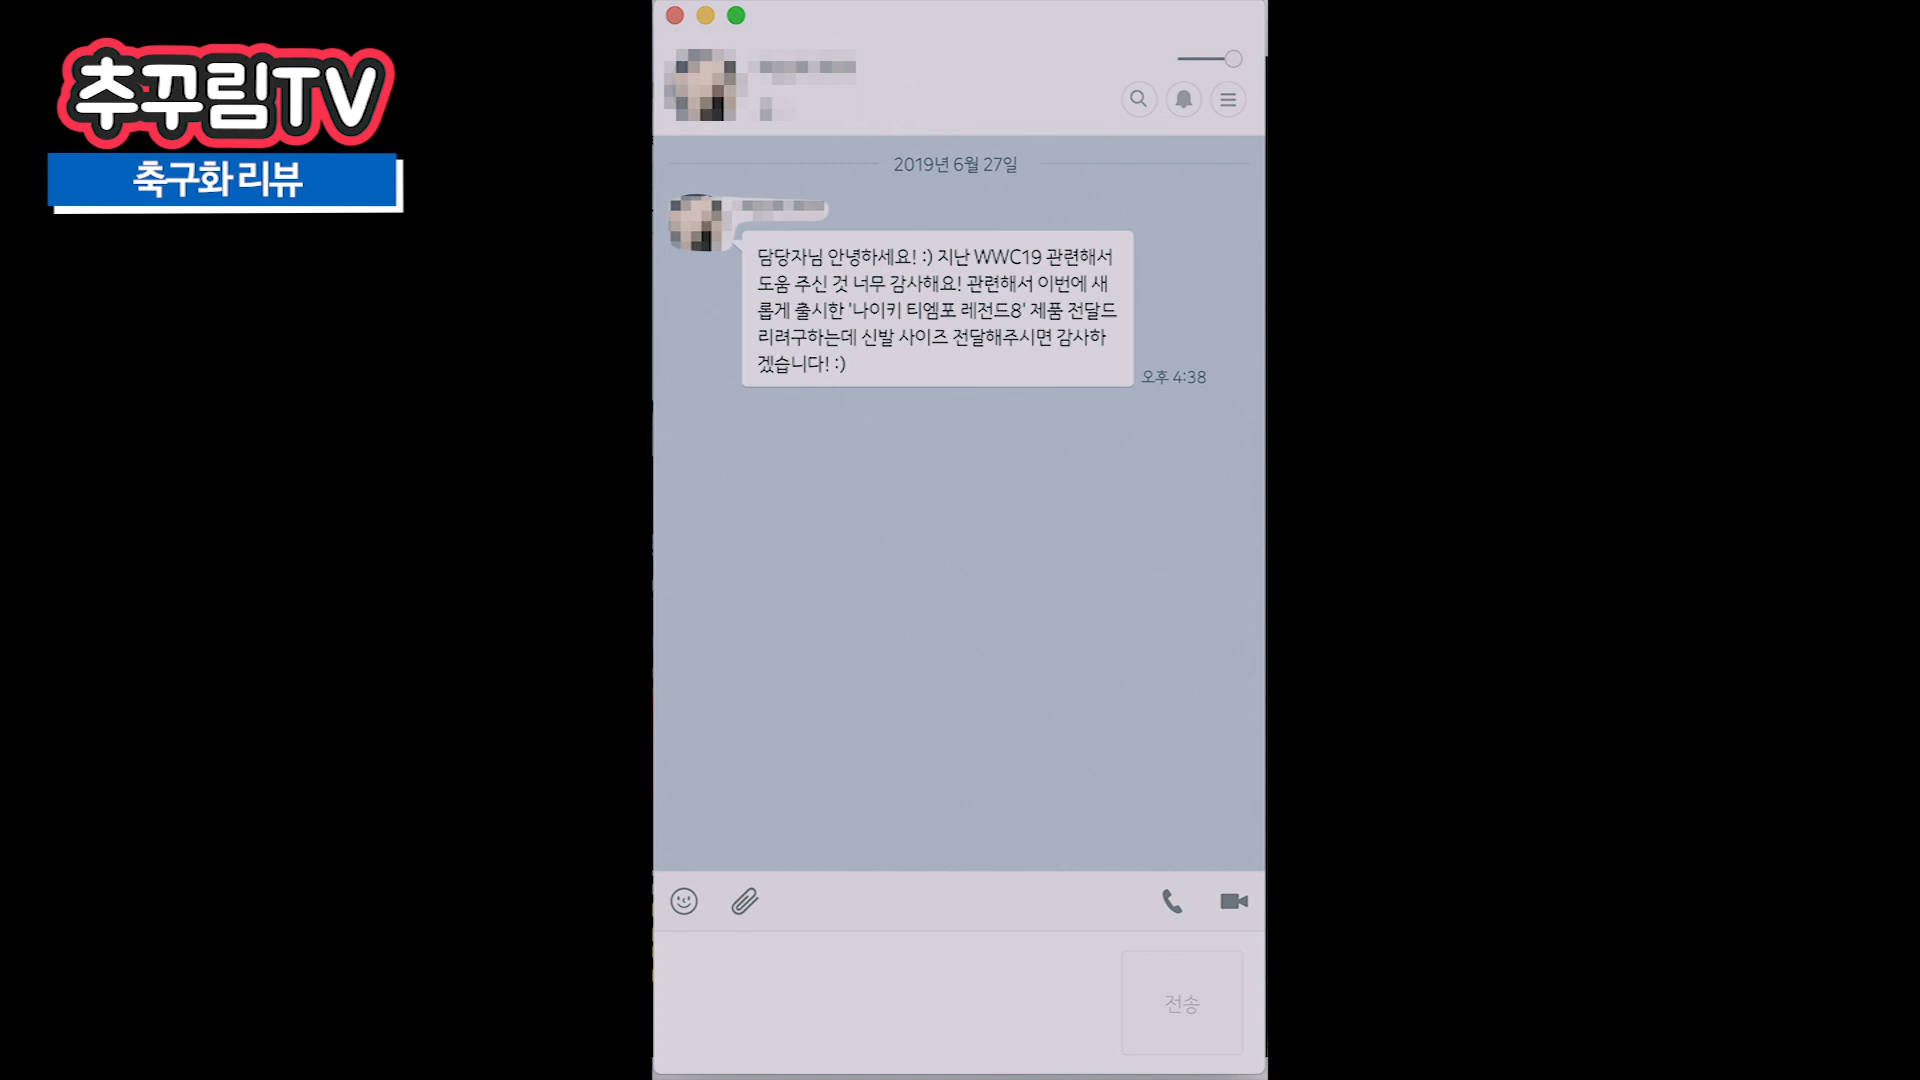 추꾸림TV
축구화 리뷰
2019년 6월 27일
담당자님 안녕하세요! :) 지난 WWC19 관련해서
도움 주신 것 너무 감사해요! 관련해서 이번에 새
롭게 출시한 '나이키 티엠포 레전드8' 제품 전달드
리려구하는데 신발 사이즈 전달해주시면 감사하
겠습니다! :)
오후 4:38
전송